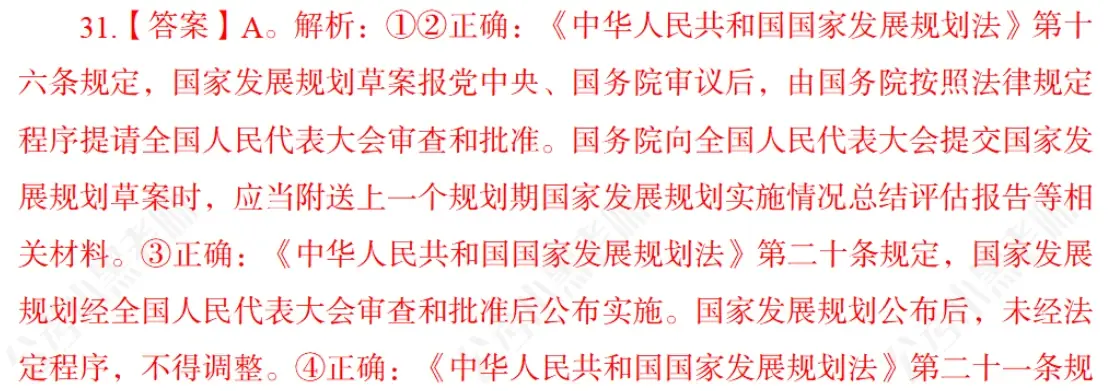 31.【答案】A。解析：①②正确：《中华人民共和国国家发展规划法》第十
六条规定，国家发展规划草案报党中央、国务院审议后，由国务院按照法律规定
程序提请全国人民代表大会审查和批准。国务院向全国人民代表大会提交国家发
展规划草案时，应当附送上一个规划期国家发展规划实施情况总结评估报告等相
关材料。③正确：《中华人民共和国国家发展规划法》第二十条规定，国家发展
规划经全国人民代表大会审查和批准后公布实施。国家发展规划公布后，未经法
定程序，不得调整。④正确：《中华人民共和国国家发展规划法》第二十一条规